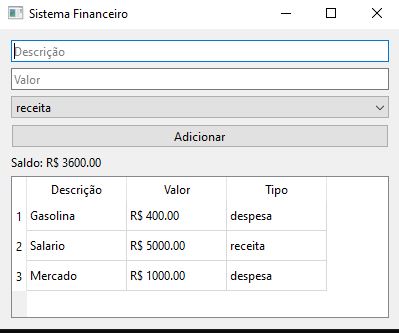 Sistema Financeiro
Descrição
Valor
receita
Adicionar
Saldo: R$ 3600.00
Descrição Valor Tipo
1 Gasolina R$ 400.00 despesa
2 Salario R$ 5000.00 receita
3 Mercado R$ 1000.00 despesa